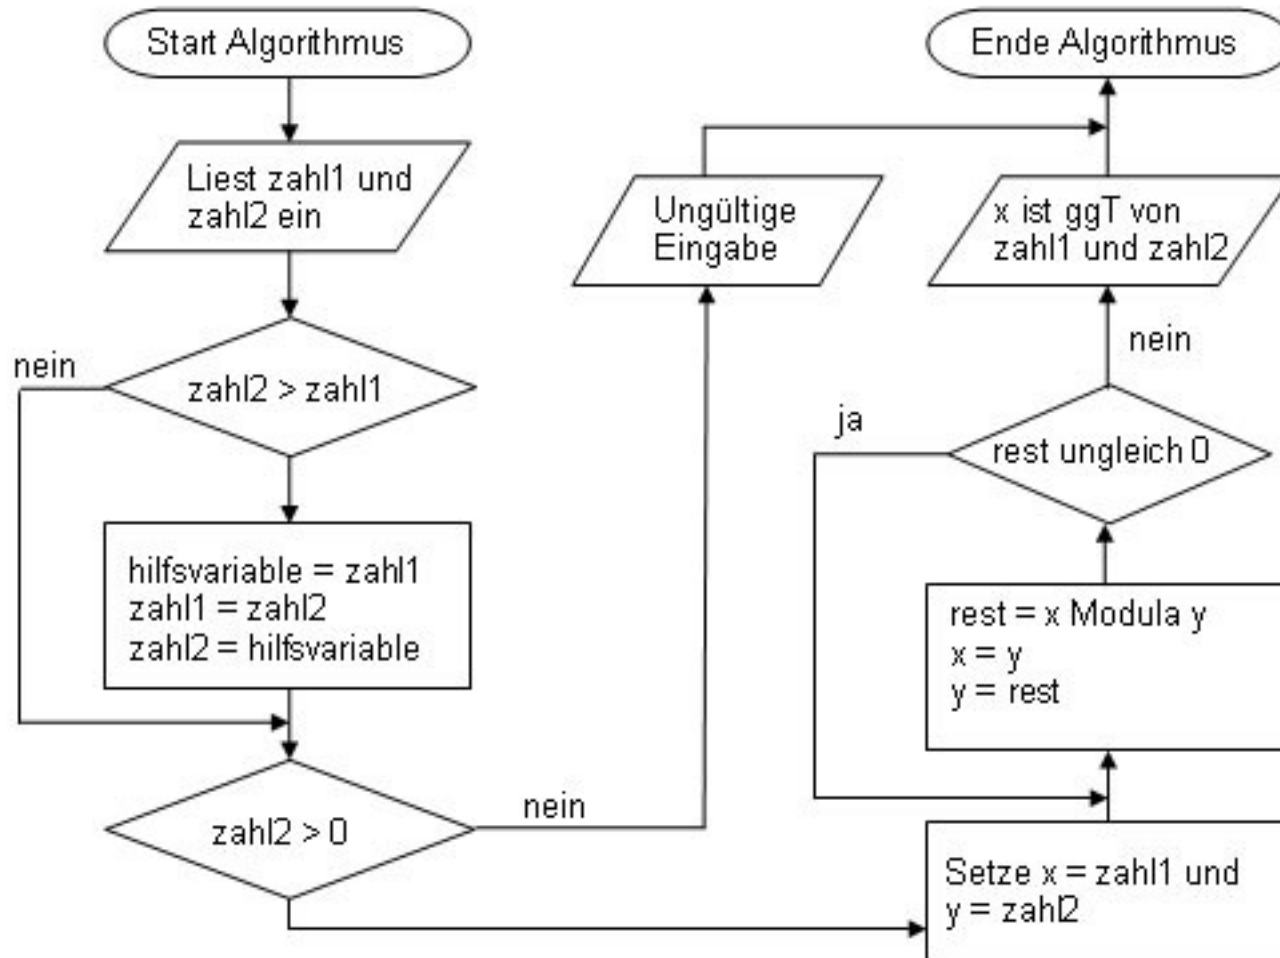 Start Algorithmus
Liest zahl1 und
zahl2 ein
zahl2 > zahl1
nein
hilfsvariable = zahl1
zahl1 = zahl2
zahl2 = hilfsvariable
zahl2 > 0
nein
Ungültige
Eingabe
Setze x = zahl1 und
y = zahl2
rest = x Modula y
x = y
y = rest
rest ungleich 0
ja
nein
x ist ggT von
zahl1 und zahl2
Ende Algorithmus